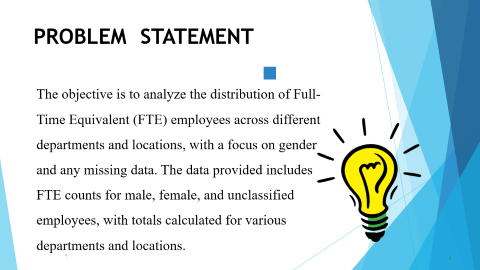 PROBLEM STATEMENT
The objective is to analyze the distribution of Full-
Time Equivalent (FTE) employees across different
departments and locations, with a focus on gender
and any missing data. The data provided includes
FTE counts for male, female, and unclassified
employees, with totals calculated for various
departments and locations.